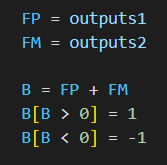 FP = outputs1
FM = outputs2
B = FP + FM
B[B > 0] = 1
B[B < 0] = -1